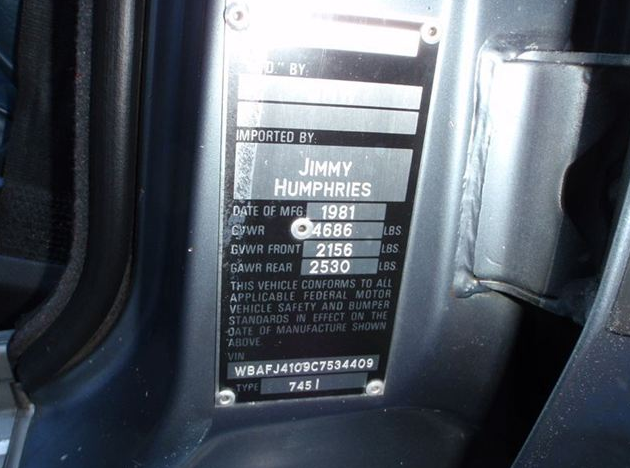 D." BY:
IMPORTED BY:
JIMMY
HUMPHRIES
DATE OF MFG. 1981
GVWR 4686 LBS.
GVWR FRONT 2156 LBS.
GAWR REAR 2530 LBS.
THIS VEHICLE CONFORMS TO ALL
APPLICABLE FEDERAL MOTOR
VEHICLE SAFETY AND BUMPER
STANDARDS IN EFFECT ON THE
DATE OF MANUFACTURE SHOWN
ABOVE.
VIN
WBAFJ4109C7534409
TYPE 745I